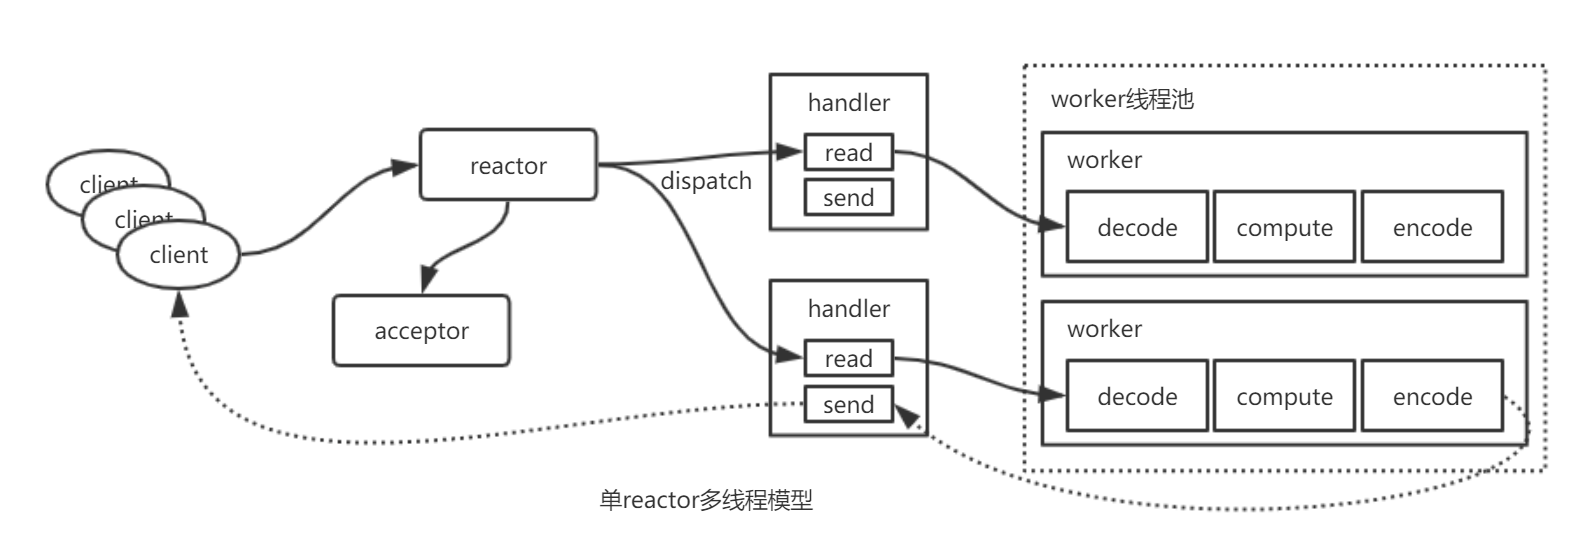 client
client
client
reactor
acceptor
dispatch
handler
read
send
handler
read
send
worker线程池
worker
decode
compute
encode
worker
decode
compute
encode
单reactor多线程模型